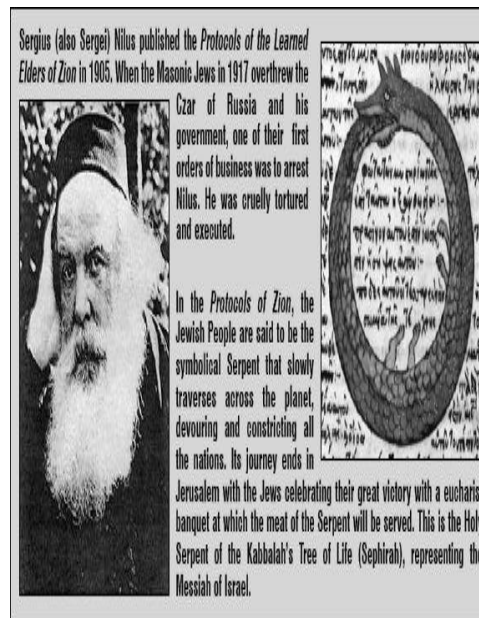 Sergius (also Sergei) Nilus published the Protocols of the Learned
Elders of Zion in 1905. When the Masonic Jews in 1917 overthrew the
Czar of Russia and his
government, one of their first
orders of business was to arrest
Nilus. He was cruelly tortured
and executed.
In the Protocols of Zion, the
Jewish People are said to be the
symbolical Serpent that slowly
traverses across the planet,
devouring and constricting all
the nations. Its journey ends in
Jerusalem with the Jews celebrating their great victory with a eucharis
banquet at which the meat of the Serpent will be served. This is the Holy
Serpent of the Kabbalah's Tree of Life (Sephirah), representing the
Messiah of Israel.